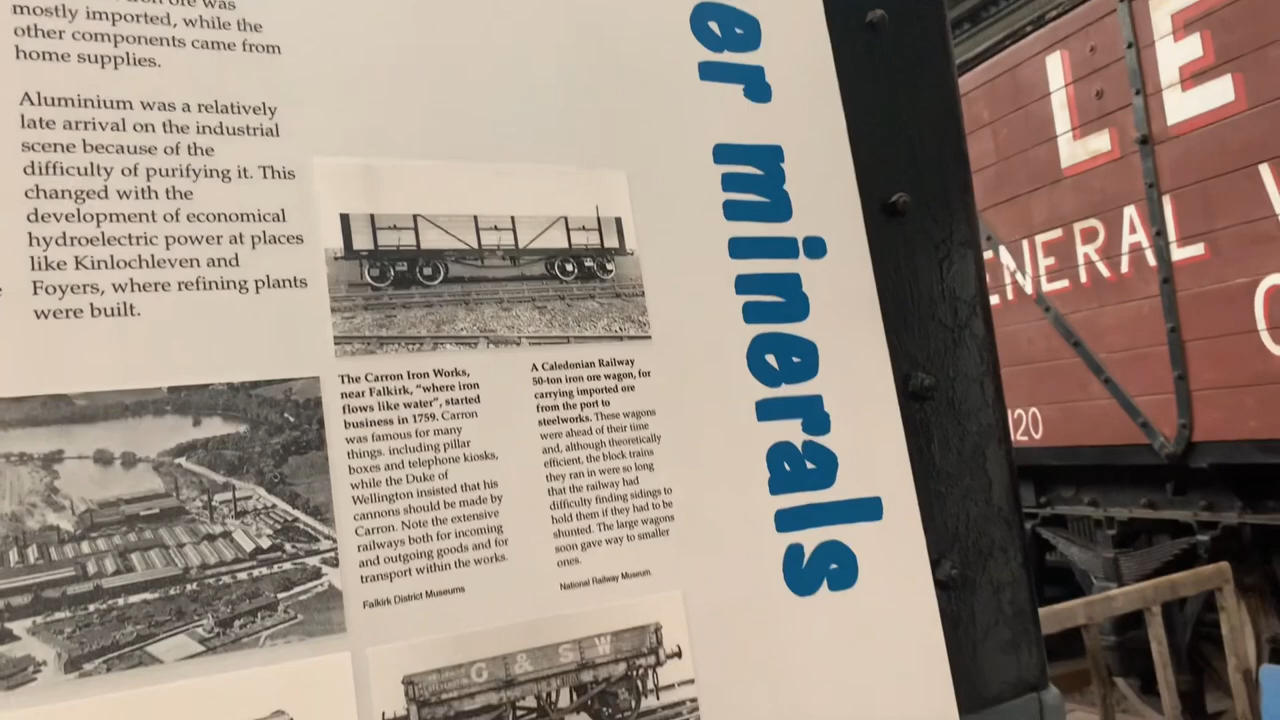 ore was
mostly imported, while the
other components came from
home supplies.
Aluminium was a relatively
late arrival on the industrial
scene because of the
difficulty of purifying it. This
changed with the
development of economical
hydroelectric power at places
like Kinlochleven and
Foyers, where refining plants
were built.
The Carron Iron Works,
near Falkirk, "where iron
flows like water", started
business in 1759. Carron
was famous for many
things. including pillar
boxes and telephone kiosks,
while the Duke of
Wellington insisted that his
cannons should be made by
Carron. Note the extensive
railways both for incoming
and outgoing goods and for
transport within the works.
Falkirk District Museums
A Caledonian Railway
50-ton iron ore wagon, for
carrying imported ore
from the port to
steelworks. These wagons
were ahead of their time
and, although theoretically
efficient, the block trains
they ran in were so long
that the railway had
difficulty finding sidings to
hold them if they had to be
shunted. The large wagons
soon gave way to smaller
ones.
National Railway Museum
G & S W
er minerals
L E
ENERAL
120